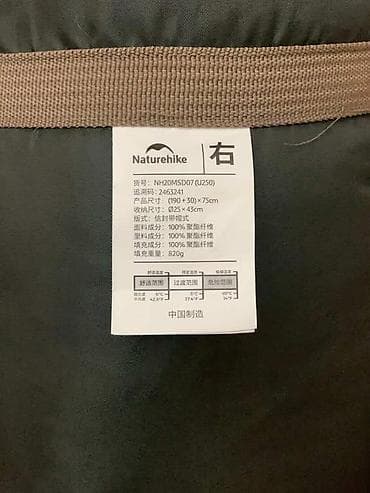 Naturehike
右
货号: NH20MSD07 (U250)
追溯码: 2463241
产品尺寸: (190 + 30) × 75cm
收纳尺寸: Ø25 × 43cm
版式: 信封带帽式
面料成分: 100% 聚酯纤维
里料成分: 100% 聚酯纤维
填充成分: 100% 聚酯纤维
填充重量: 820g
舒适范围 过渡范围 危险范围
中国制造